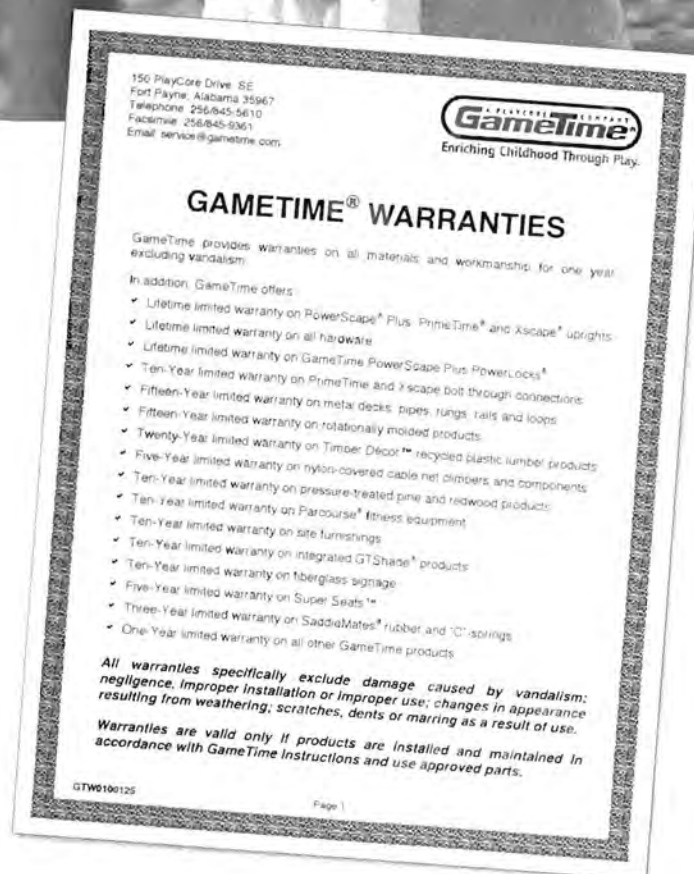 150 PlayCore Drive SE
Fort Payne, Alabama 35967
Telephone 256/845-5610
Facsimile 256/845-9361
Email service@gametime.com
A PLAYCORE COMPANY
GameTime®
Enriching Childhood Through Play.
GAMETIME® WARRANTIES
GameTime provides warranties on all materials and workmanship for one year
excluding vandalism
In addition, GameTime offers
✓ Lifetime limited warranty on PowerScape® Plus, PrimeTime® and Xscape® uprights
✓ Lifetime limited warranty on all hardware
✓ Lifetime limited warranty on GameTime PowerScape Plus PowerLocks®
✓ Ten-Year limited warranty on PrimeTime and Xscape bolt through connections
✓ Fifteen-Year limited warranty on metal decks, pipes, rungs, rails and loops
✓ Fifteen-Year limited warranty on rotationally molded products
✓ Twenty-Year limited warranty on Timber Décor™ recycled plastic lumber products
✓ Five-Year limited warranty on nylon-covered cable net climbers and components
✓ Ten-Year limited warranty on pressure-treated pine and redwood products
✓ Ten-Year limited warranty on Parcourse® fitness equipment
✓ Ten-Year limited warranty on site furnishings
✓ Ten-Year limited warranty on integrated GTShade® products
✓ Ten-Year limited warranty on fiberglass signage
✓ Five-Year limited warranty on Super Seats™
✓ Three-Year limited warranty on SaddleMates® rubber and "C"-springs
✓ One-Year limited warranty on all other GameTime products
All warranties specifically exclude damage caused by vandalism;
negligence, improper installation or improper use; changes in appearance
resulting from weathering; scratches, dents or marring as a result of use.
Warranties are valid only if products are installed and maintained in
accordance with GameTime Instructions and use approved parts.
GTW0100125
Page 1